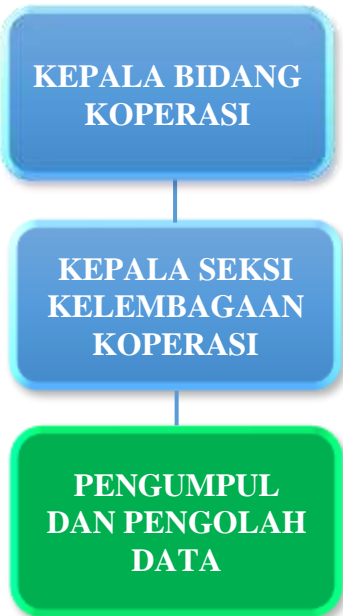 KEPALA BIDANG
KOPERASI
KEPALA SEKSI
KELEMBAGAAN
KOPERASI
PENGUMPUL
DAN PENGOLAH
DATA